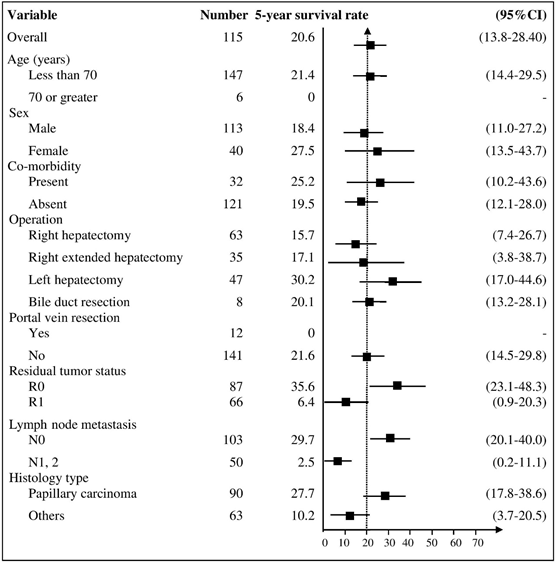 Variable Number 5-year survival rate (95%CI)
Overall 115 20.6 (13.8-28.40)
Age (years)
Less than 70 147 21.4 (14.4-29.5)
70 or greater 6 0 -
Sex
Male 113 18.4 (11.0-27.2)
Female 40 27.5 (13.5-43.7)
Co-morbidity
Present 32 25.2 (10.2-43.6)
Absent 121 19.5 (12.1-28.0)
Operation
Right hepatectomy 63 15.7 (7.4-26.7)
Right extended hepatectomy 35 17.1 (3.8-38.7)
Left hepatectomy 47 30.2 (17.0-44.6)
Bile duct resection 8 20.1 (13.2-28.1)
Portal vein resection
Yes 12 0 -
No 141 21.6 (14.5-29.8)
Residual tumor status
R0 87 35.6 (23.1-48.3)
R1 66 6.4 (0.9-20.3)
Lymph node metastasis
N0 103 29.7 (20.1-40.0)
N1, 2 50 2.5 (0.2-11.1)
Histology type
Papillary carcinoma 90 27.7 (17.8-38.6)
Others 63 10.2 (3.7-20.5)
0 10 20 30 40 50 60 70